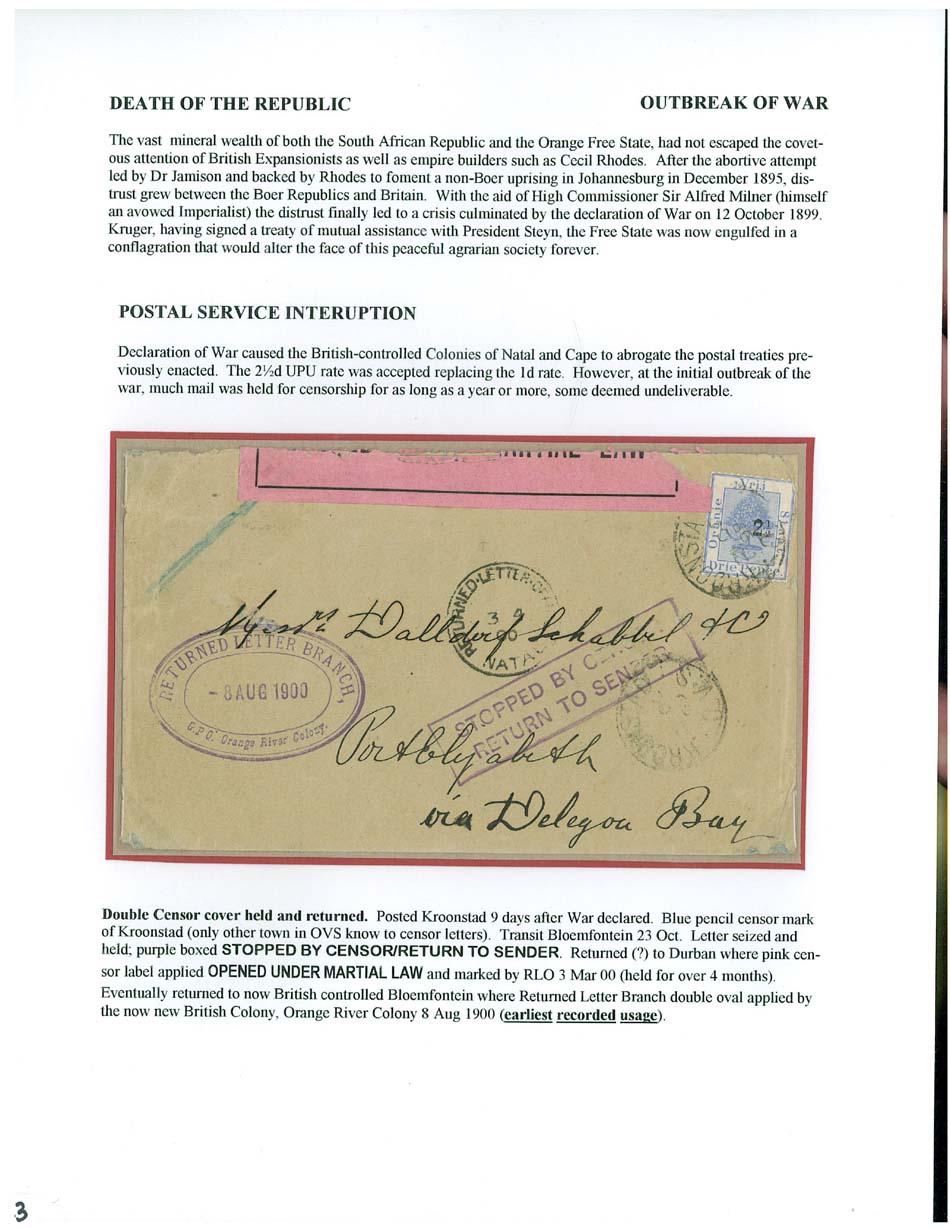 DEATH OF THE REPUBLIC
OUTBREAK OF WAR
The vast mineral wealth of both the South African Republic and the Orange Free State, had not escaped the covet-
ous attention of British Expansionists as well as empire builders such as Cecil Rhodes. After the abortive attempt
led by Dr Jamison and backed by Rhodes to foment a non-Boer uprising in Johannesburg in December 1895, dis-
trust grew between the Boer Republics and Britain. With the aid of High Commissioner Sir Alfred Milner (himself
an avowed Imperialist) the distrust finally led to a crisis culminated by the declaration of War on 12 October 1899.
Kruger, having signed a treaty of mutual assistance with President Steyn, the Free State was now engulfed in a
conflagration that would alter the face of this peaceful agrarian society forever.
POSTAL SERVICE INTERUPTION
Declaration of War caused the British-controlled Colonies of Natal and Cape to abrogate the postal treaties pre-
viously enacted. The 2½d UPU rate was accepted replacing the 1d rate. However, at the initial outbreak of the
war, much mail was held for censorship for as long as a year or more, some deemed undeliverable.
MARTIAL LAW
Oranje Vrij Staat
2½
Drie Pence
RETURNED LETTER
NATAL
Dalldorf Schabbel & Co
RETURNED LETTER BRANCH,
- 8 AUG 1900
G.P.O. Orange River Colony.
STOPPED BY CENSOR
RETURN TO SENDER
Port Elizabeth
via Delegoa Bay
Double Censor cover held and returned. Posted Kroonstad 9 days after War declared. Blue pencil censor mark
of Kroonstad (only other town in OVS know to censor letters). Transit Bloemfontein 23 Oct. Letter seized and
held; purple boxed STOPPED BY CENSOR/RETURN TO SENDER. Returned (?) to Durban where pink cen-
sor label applied OPENED UNDER MARTIAL LAW and marked by RLO 3 Mar 00 (held for over 4 months).
Eventually returned to now British controlled Bloemfontein where Returned Letter Branch double oval applied by
the now new British Colony, Orange River Colony 8 Aug 1900 (earliest recorded usage).
3